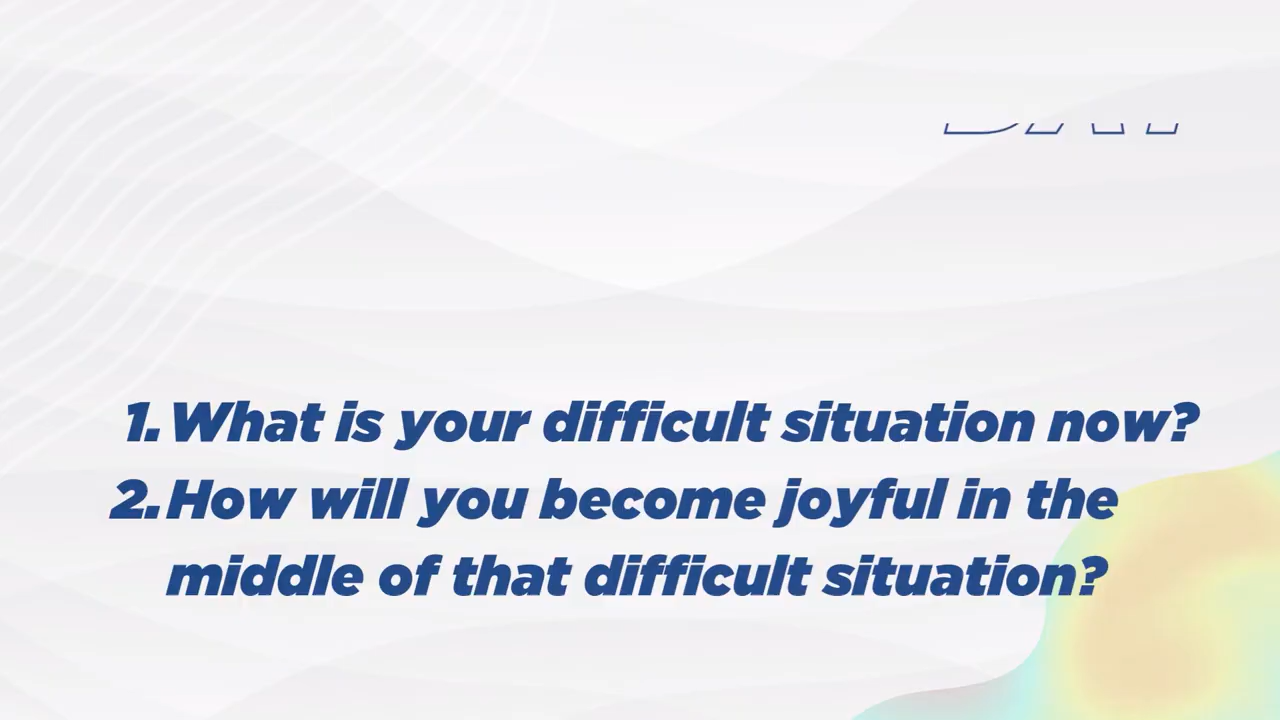 1. What is your difficult situation now?
2. How will you become joyful in the
middle of that difficult situation?